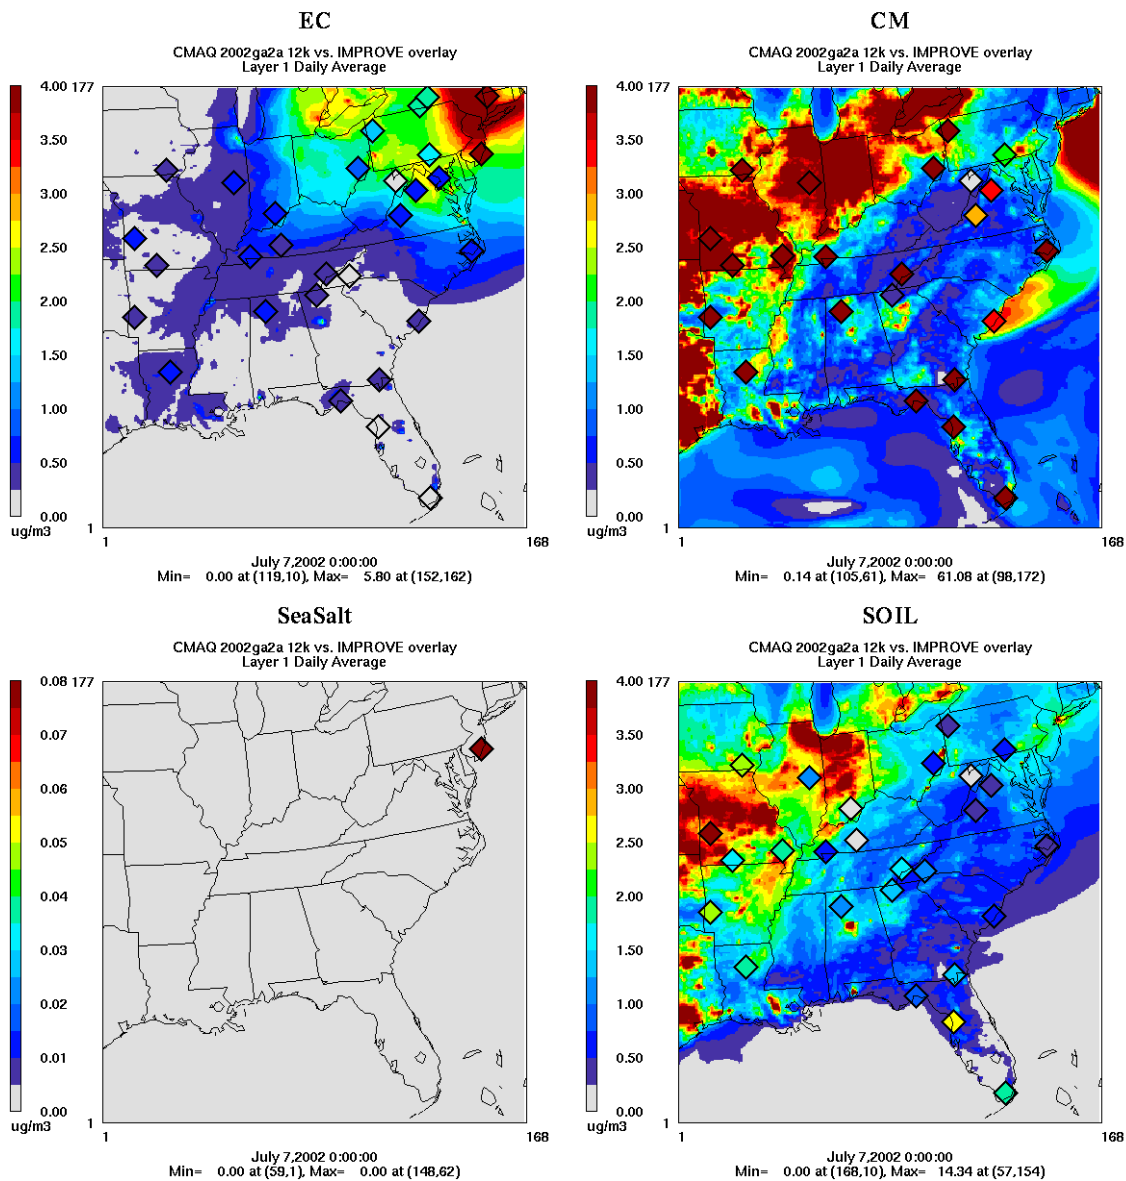 EC
CMAQ 2002ga2a 12k vs. IMPROVE overlay
Layer 1 Daily Average
4.00 177
3.50
3.00
2.50
2.00
1.50
1.00
0.50
0.00
ug/m3
1
1 168
July 7,2002 0:00:00
Min= 0.00 at (119,10), Max= 5.80 at (152,162)
CM
CMAQ 2002ga2a 12k vs. IMPROVE overlay
Layer 1 Daily Average
4.00 177
3.50
3.00
2.50
2.00
1.50
1.00
0.50
0.00
ug/m3
1
1 168
July 7,2002 0:00:00
Min= 0.14 at (105,61), Max= 61.08 at (98,172)
SeaSalt
CMAQ 2002ga2a 12k vs. IMPROVE overlay
Layer 1 Daily Average
0.08 177
0.07
0.06
0.05
0.04
0.03
0.02
0.01
0.00
ug/m3
1
1 168
July 7,2002 0:00:00
Min= 0.00 at (59,1), Max= 0.00 at (148,62)
SOIL
CMAQ 2002ga2a 12k vs. IMPROVE overlay
Layer 1 Daily Average
4.00 177
3.50
3.00
2.50
2.00
1.50
1.00
0.50
0.00
ug/m3
1
1 168
July 7,2002 0:00:00
Min= 0.00 at (168,10), Max= 14.34 at (57,154)